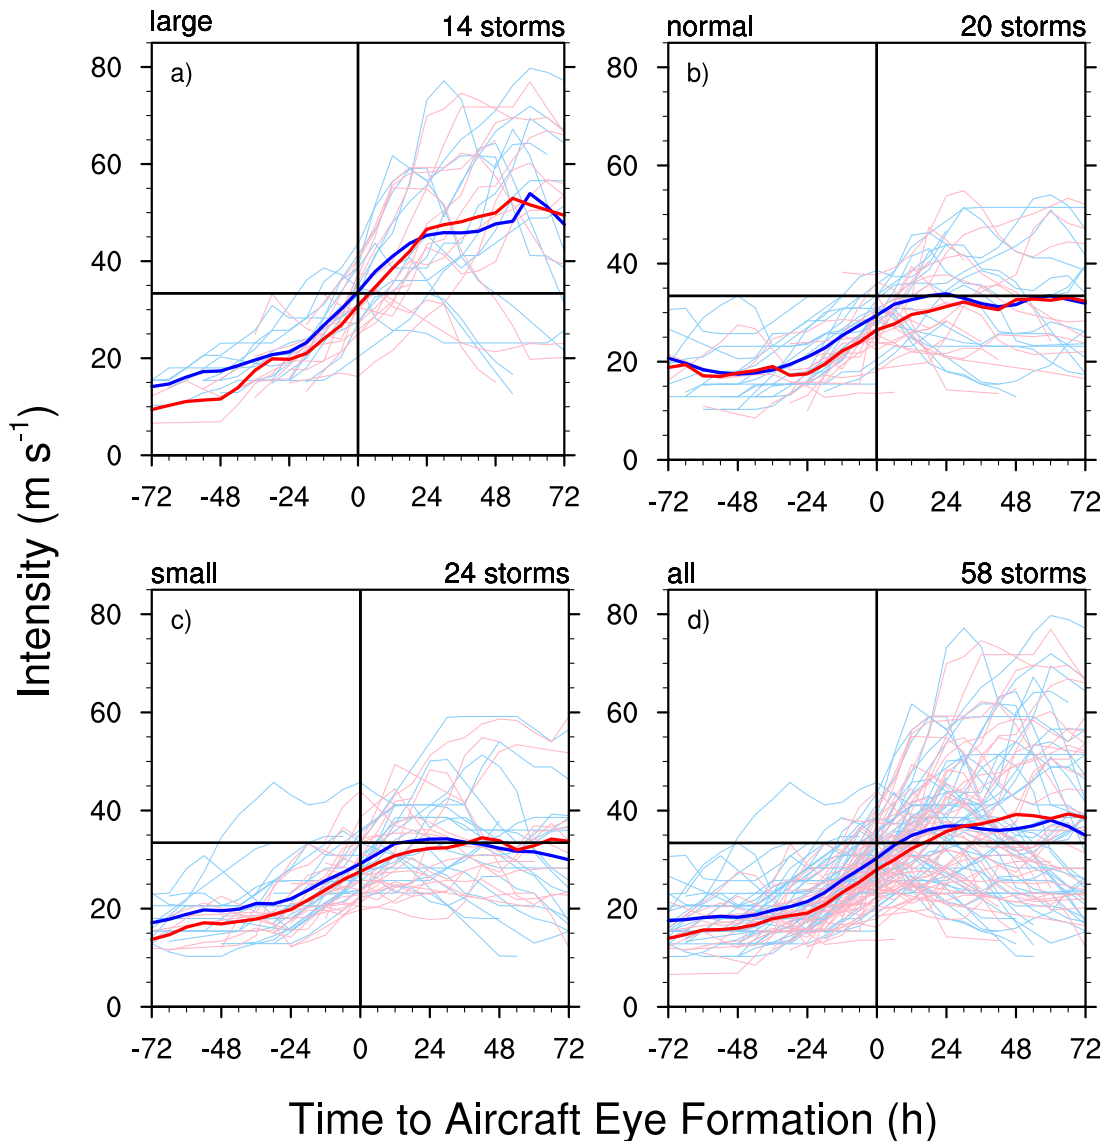 large 14 storms
a)
80
60
40
20
0
-72 -48 -24 0 24 48 72
normal 20 storms
b)
80
60
40
20
0
-72 -48 -24 0 24 48 72
small 24 storms
c)
80
60
40
20
0
-72 -48 -24 0 24 48 72
all 58 storms
d)
80
60
40
20
0
-72 -48 -24 0 24 48 72
Intensity (m s⁻¹)
Time to Aircraft Eye Formation (h)